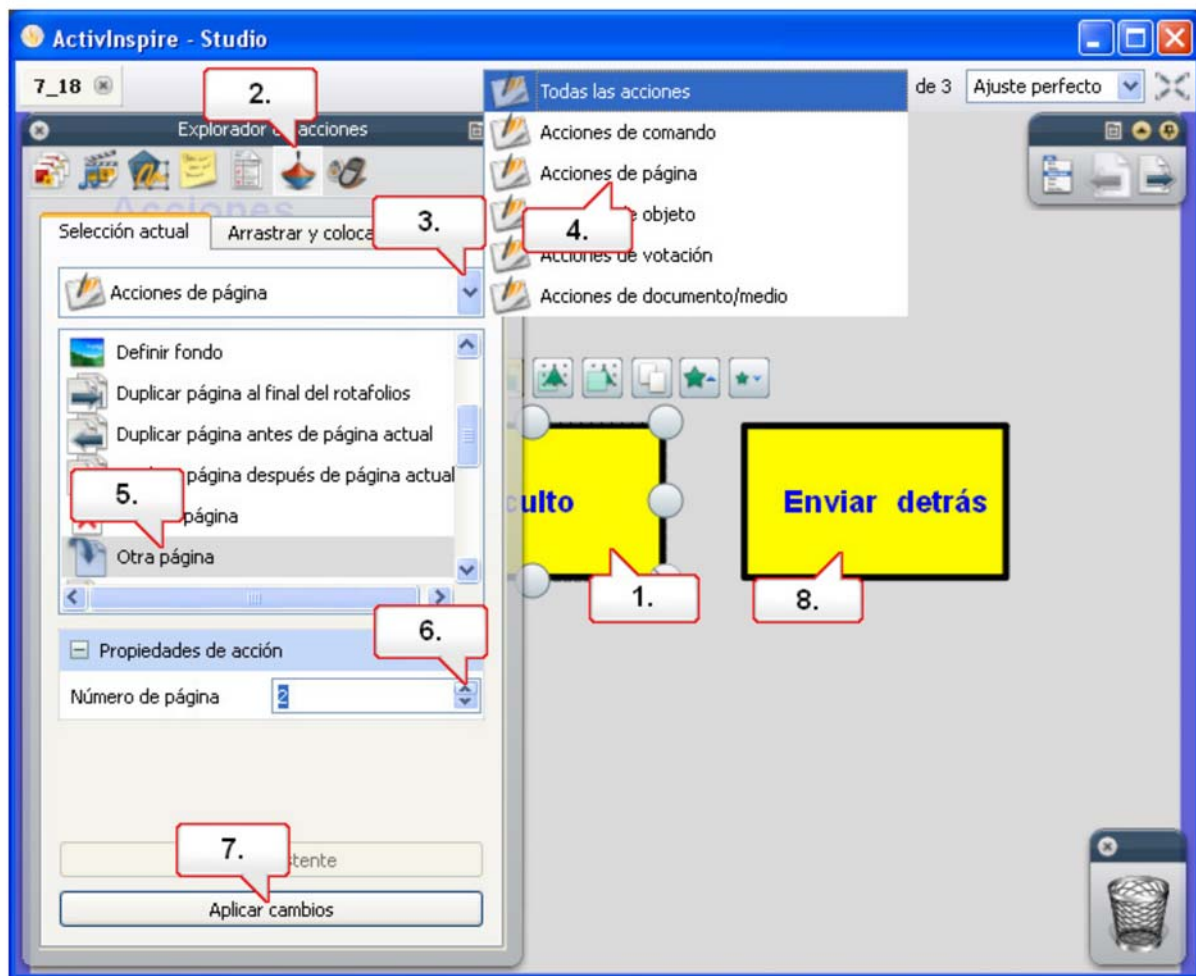 ActivInspire - Studio
7_18
2.
de 3
Ajuste perfecto
Explorador de acciones
Todas las acciones
Acciones de comando
Acciones de página
4.
de objeto
Acciones de votación
Acciones de documento/medio
Acciones
Selección actual
Arrastrar y coloca
3.
Acciones de página
Definir fondo
Duplicar página al final del rotafolios
Duplicar página antes de página actual
página después de página actual
5.
página
Otra página
culto
1.
Enviar detrás
8.
6.
Propiedades de acción
Número de página
2
7.
Aplicar cambios